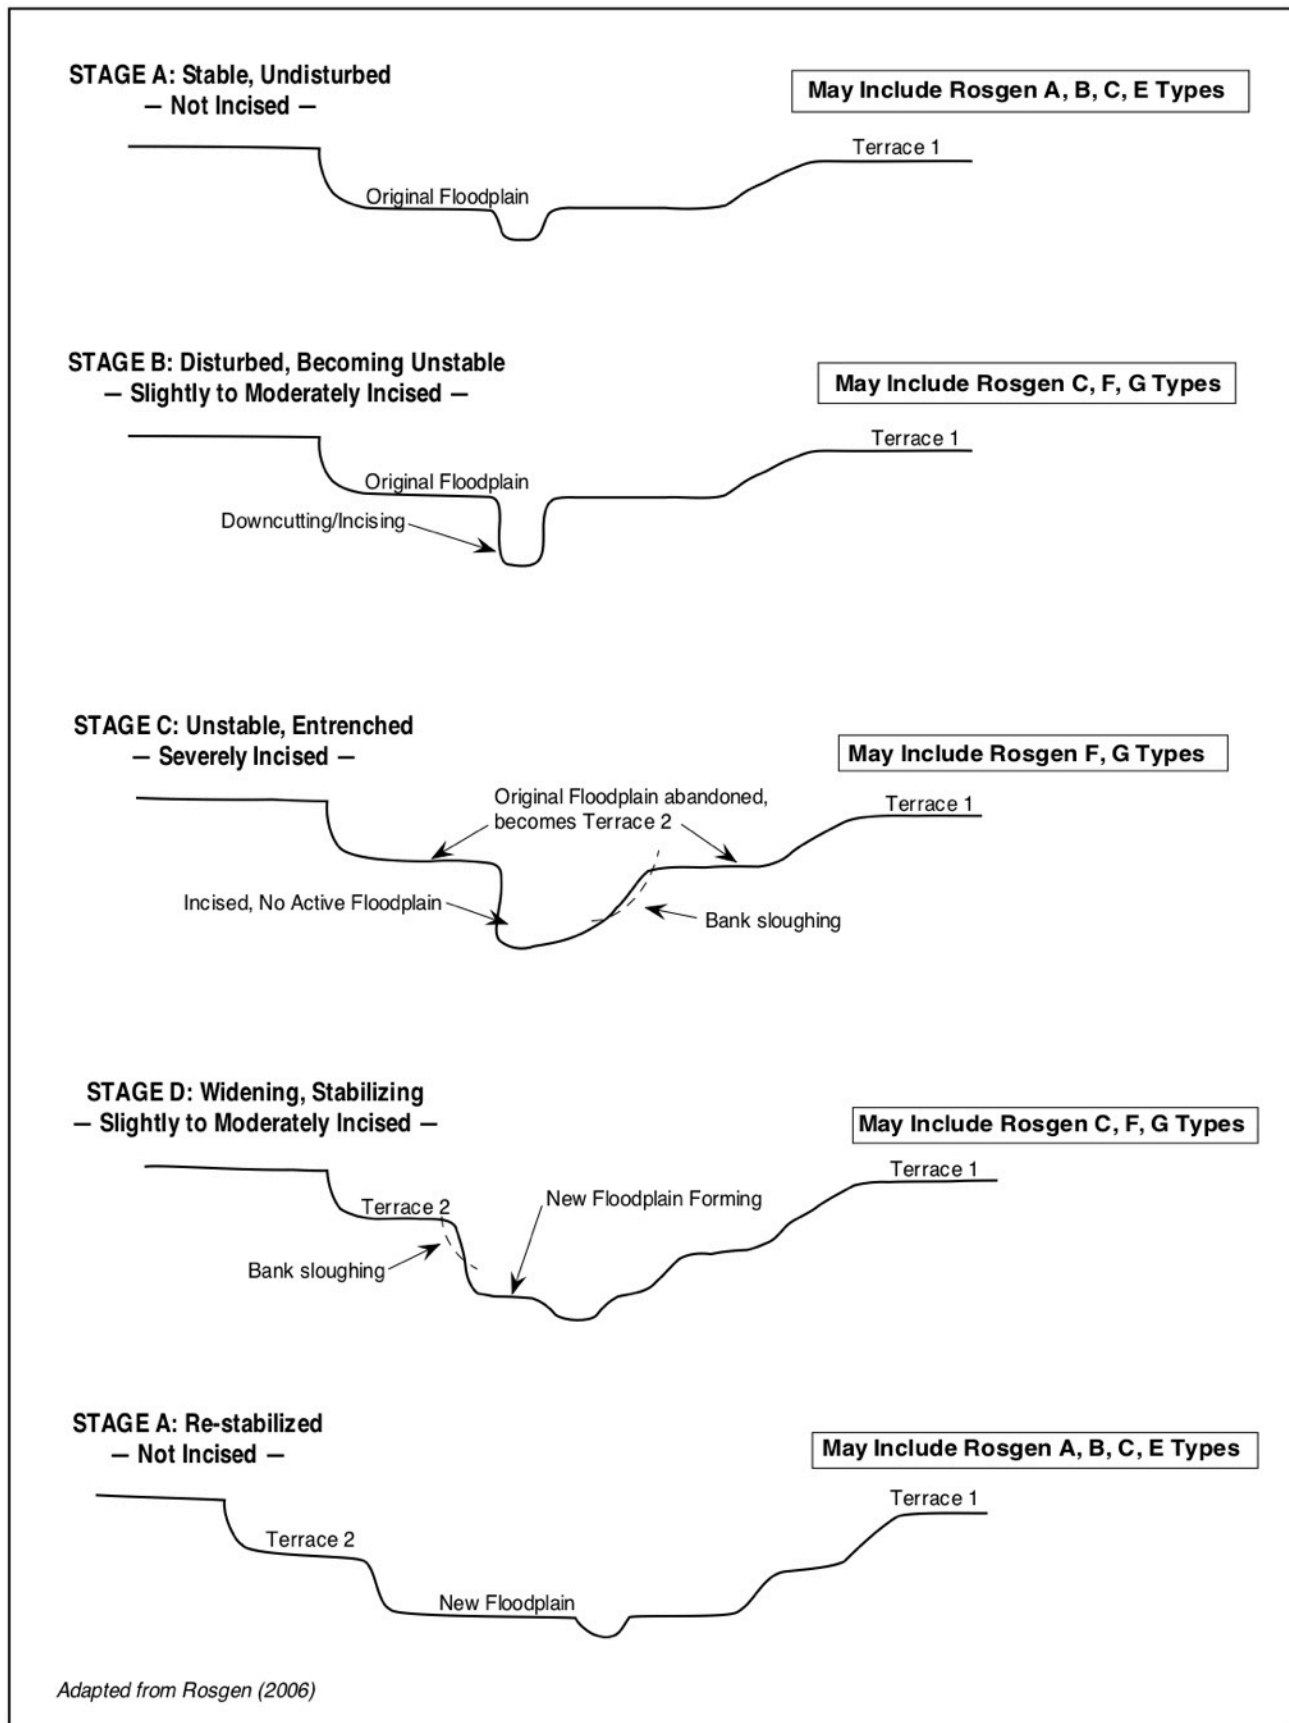 STAGE A: Stable, Undisturbed
— Not Incised —
May Include Rosgen A, B, C, E Types
Terrace 1
Original Floodplain
STAGE B: Disturbed, Becoming Unstable
— Slightly to Moderately Incised —
May Include Rosgen C, F, G Types
Terrace 1
Original Floodplain
Downcutting/Incising
STAGE C: Unstable, Entrenched
— Severely Incised —
May Include Rosgen F, G Types
Original Floodplain abandoned,
becomes Terrace 2
Terrace 1
Incised, No Active Floodplain
Bank sloughing
STAGE D: Widening, Stabilizing
— Slightly to Moderately Incised —
May Include Rosgen C, F, G Types
Terrace 1
Terrace 2
New Floodplain Forming
Bank sloughing
STAGE A: Re-stabilized
— Not Incised —
May Include Rosgen A, B, C, E Types
Terrace 1
Terrace 2
New Floodplain
Adapted from Rosgen (2006)